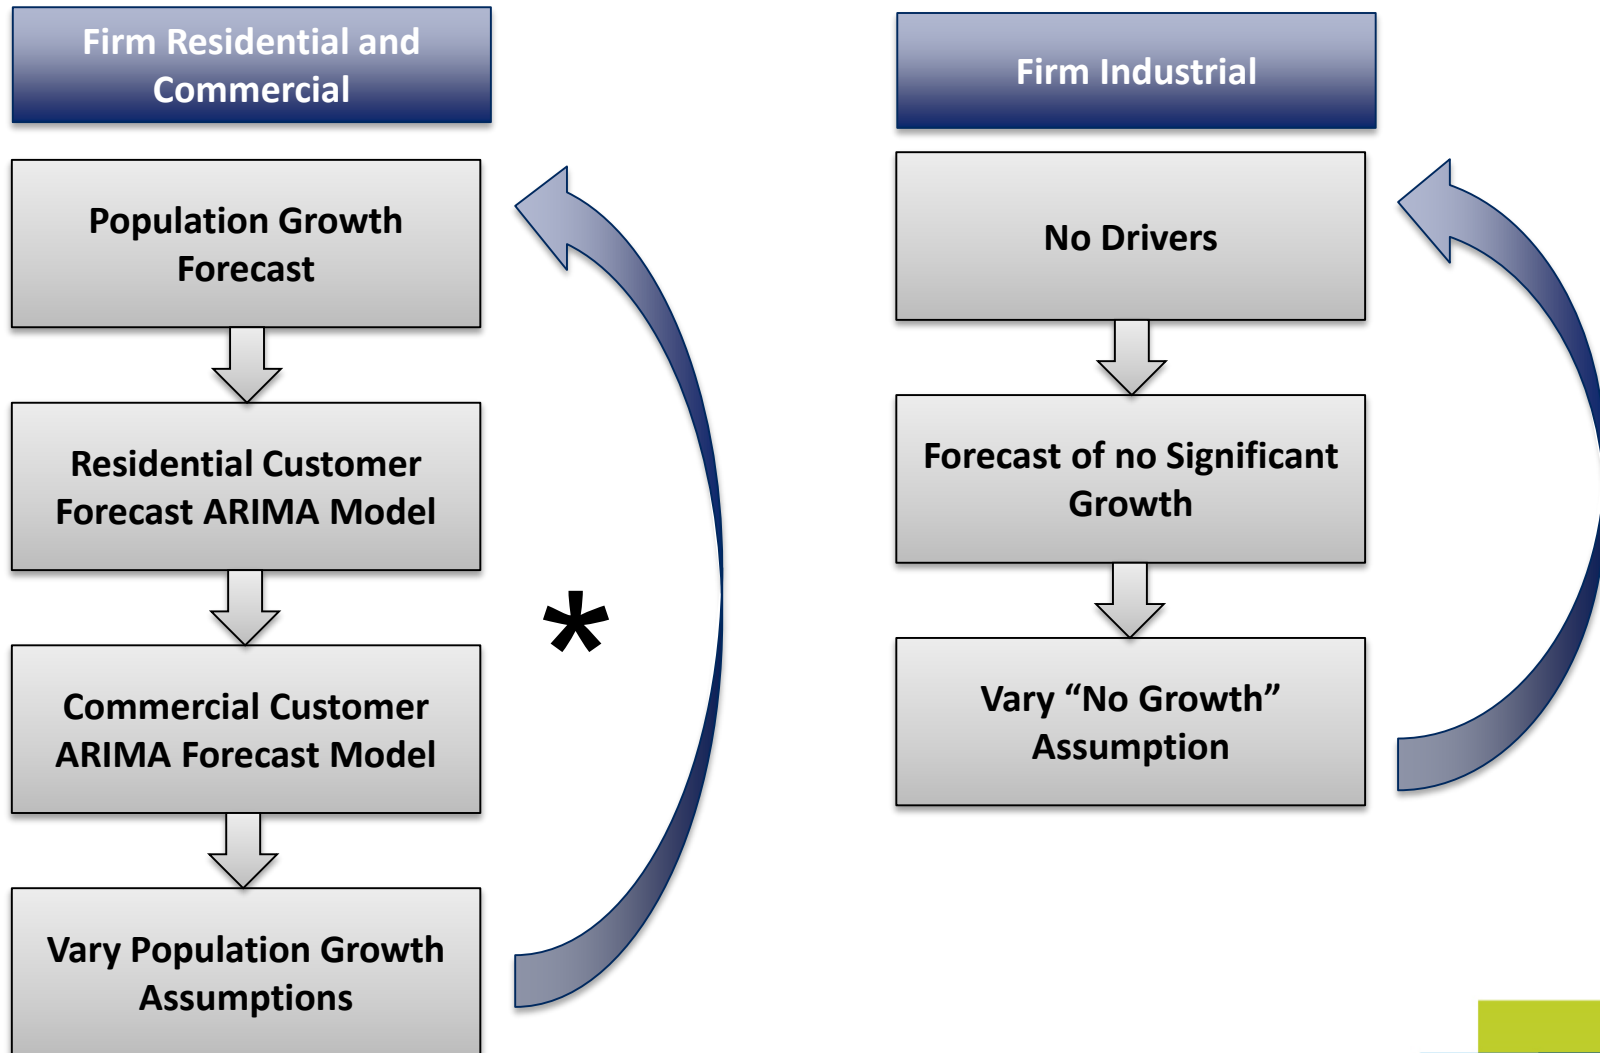 Firm Residential and
Commercial
Population Growth
Forecast
Residential Customer
Forecast ARIMA Model
Commercial Customer
ARIMA Forecast Model
Vary Population Growth
Assumptions
*
Firm Industrial
No Drivers
Forecast of no Significant
Growth
Vary “No Growth”
Assumption